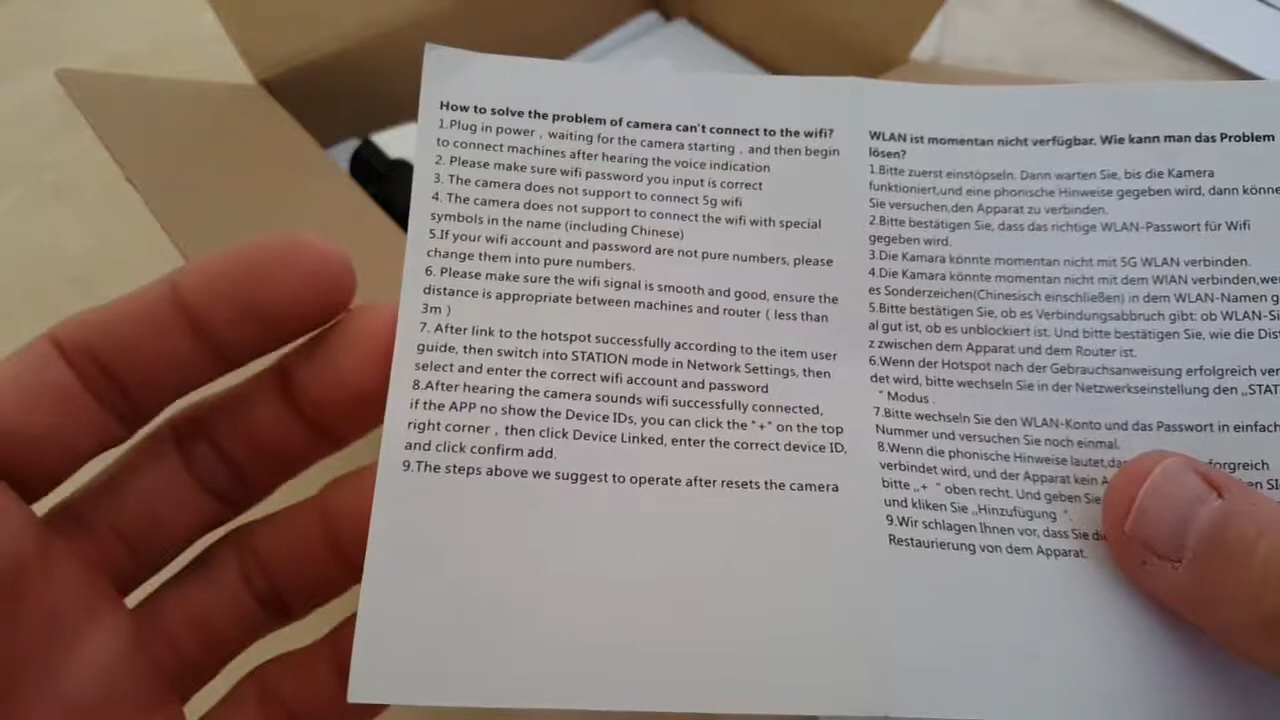 How to solve the problem of camera can't connect to the wifi?
1.Plug in power , waiting for the camera starting , and then begin
to connect machines after hearing the voice indication
2. Please make sure wifi password you input is correct
3. The camera does not support to connect 5g wifi
4. The camera does not support to connect the wifi with special
symbols in the name (including Chinese)
5.If your wifi account and password are not pure numbers, please
change them into pure numbers.
6. Please make sure the wifi signal is smooth and good, ensure the
distance is appropriate between machines and router ( less than
3m )
7. After link to the hotspot successfully according to the item user
guide, then switch into STATION mode in Network Settings, then
select and enter the correct wifi account and password
8.After hearing the camera sounds wifi successfully connected,
if the APP no show the Device IDs, you can click the "+" on the top
right corner , then click Device Linked, enter the correct device ID,
and click confirm add.
9.The steps above we suggest to operate after resets the camera
WLAN ist momentan nicht verfügbar. Wie kann man das Problem
lösen?
1.Bitte zuerst einstöpseln. Dann warten Sie, bis die Kamera
funktioniert,und eine phonische Hinweise gegeben wird, dann könne
Sie versuchen,den Apparat zu verbinden.
2.Bitte bestätigen Sie, dass das richtige WLAN-Passwort für Wifi
gegeben wird.
3.Die Kamara könnte momentan nicht mit 5G WLAN verbinden.
4.Die Kamara könnte momentan nicht mit dem WIAN verbinden,we
es Sonderzeichen(Chinesisch einschließen) in dem WLAN-Namen g
5.Bitte bestätigen Sie, ob es Verbindungsabbruch gibt: ob WLAN-Si
al gut ist, ob es unblockiert ist. Und bitte bestätigen Sie, wie die Dis
z zwischen dem Apparat und dem Router ist.
6.Wenn der Hotspot nach der Gebrauchsanweisung erfolgreich ver
det wird, bitte wechseln Sie in der Netzwerkseinstellung den „STAT
" Modus .
7.Bitte wechseln Sie den WLAN-Konto und das Passwort in einfach
Nummer und versuchen Sie noch einmal.
8.Wenn die phonische Hinweise lautet,da forgreich
verbindet wird, und der Apparat kein A en SI
bitte „+ " oben recht. Und geben Sie
und kliken Sie „Hinzufügung ".
9.Wir schlagen Ihnen vor, dass Sie di
Restaurierung von dem Apparat.